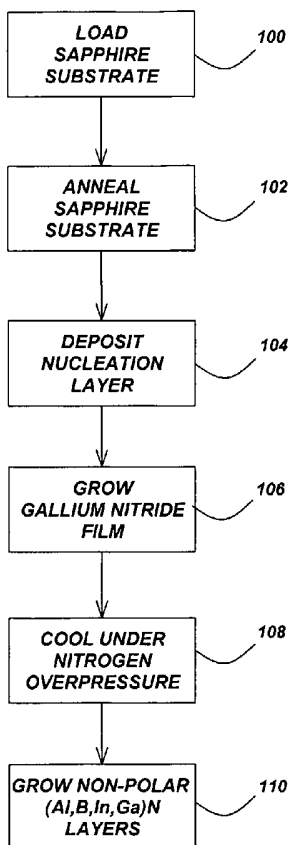 LOAD
SAPPHIRE
SUBSTRATE
100
ANNEAL
SAPPHIRE
SUBSTRATE
102
DEPOSIT
NUCLEATION
LAYER
104
GROW
GALLIUM NITRIDE
FILM
106
COOL UNDER
NITROGEN
OVERPRESSURE
108
GROW NON-POLAR
(Al,B,In,Ga)N
LAYERS
110